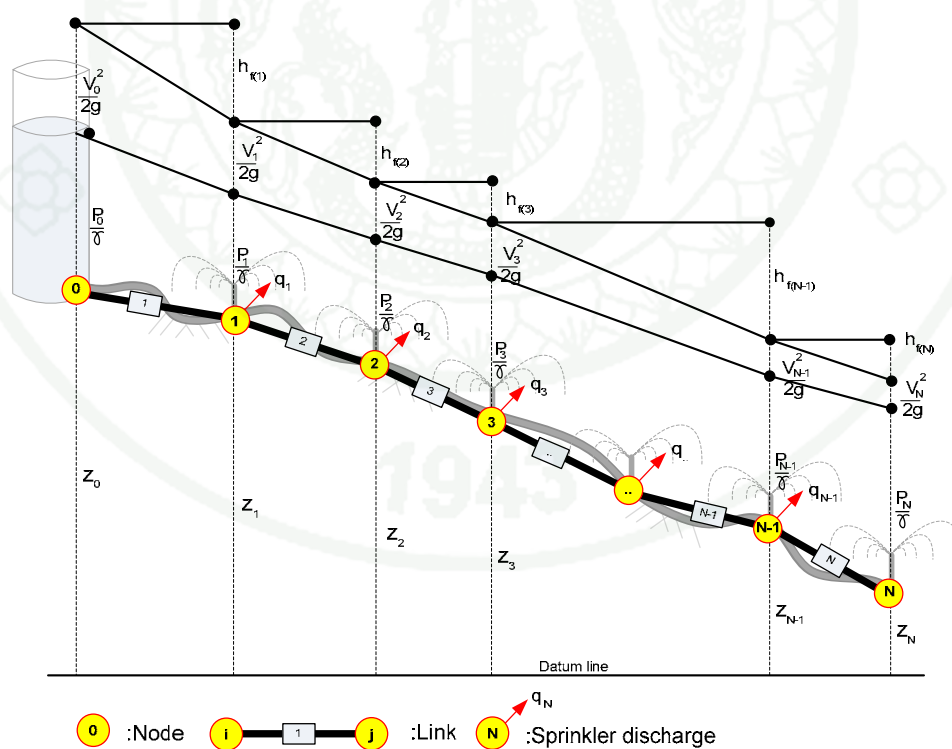 h_f(1)
V_0^2/2g
h_f(2)
V_1^2/2g
h_f(3)
V_2^2/2g
P_0/γ
V_3^2/2g
h_f(N-1)
P_1/γ
q_1
0
1
1
2
P_2/γ
q_2
2
3
P_3/γ
q_3
3
..
h_f(N)
V_N-1^2/2g
V_N^2/2g
q..
..
N-1
P_N-1/γ
q_N-1
N-1
N
P_N/γ
N
z_0
z_1
z_2
z_3
z_N-1
z_N
1943
Datum line
0 :Node
i 1 j :Link
N q_N :Sprinkler discharge